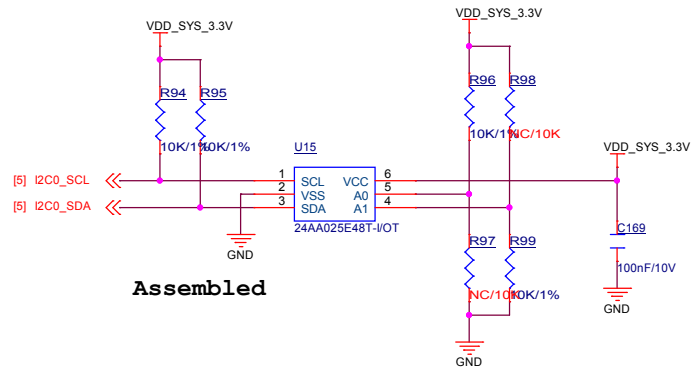 VDD_SYS_3.3V
VDD_SYS_3.3V
R94
R95
R96
R98
10K/1%
10K/1%
U15
10K/1%
NC/10K
VDD_SYS_3.3V
[5] I2C0_SCL
1
SCL
VCC
6
2
VSS
A0
5
[5] I2C0_SDA
3
SDA
A1
4
24AA025E48T-I/OT
GND
R97
R99
C169
Assembled
NC/10K
10K/1%
100nF/10V
GND
GND